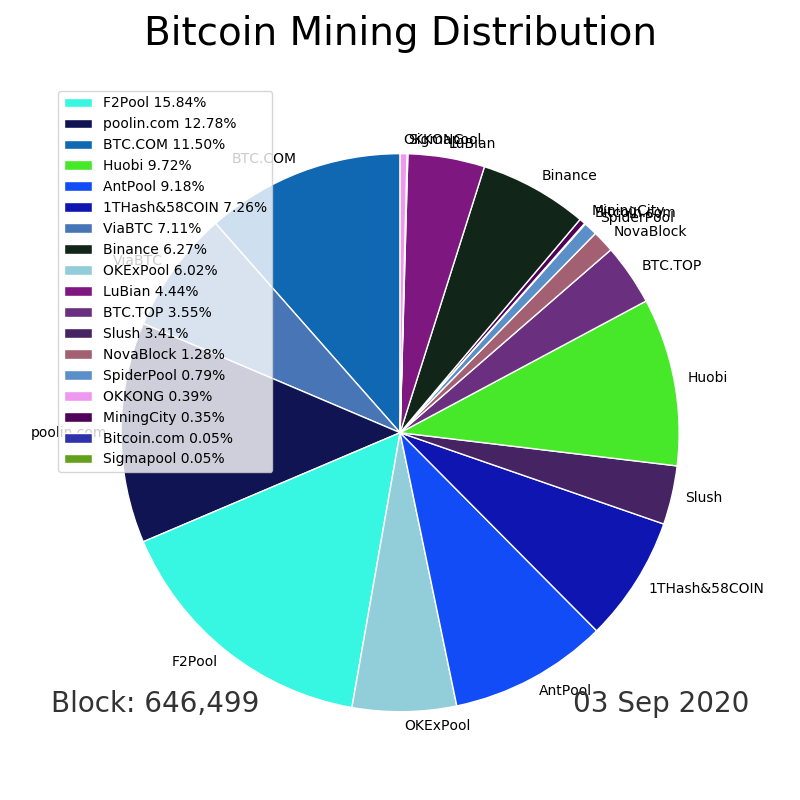 Bitcoin Mining Distribution
F2Pool 15.84%
poolin.com 12.78%
BTC.COM 11.50%
Huobi 9.72%
AntPool 9.18%
1THash&58COIN 7.26%
ViaBTC 7.11%
Binance 6.27%
OKExPool 6.02%
LuBian 4.44%
BTC.TOP 3.55%
Slush 3.41%
NovaBlock 1.28%
SpiderPool 0.79%
OKKONG 0.39%
MiningCity 0.35%
Bitcoin.com 0.05%
Sigmapool 0.05%
OKKONG
Sigmapool
LuBian
BTC.COM
Binance
MiningCity
Bitcoin.com
SpiderPool
NovaBlock
ViaBTC
BTC.TOP
Huobi
poolin.com
Slush
1THash&58COIN
F2Pool
AntPool
OKExPool
Block: 646,499
03 Sep 2020